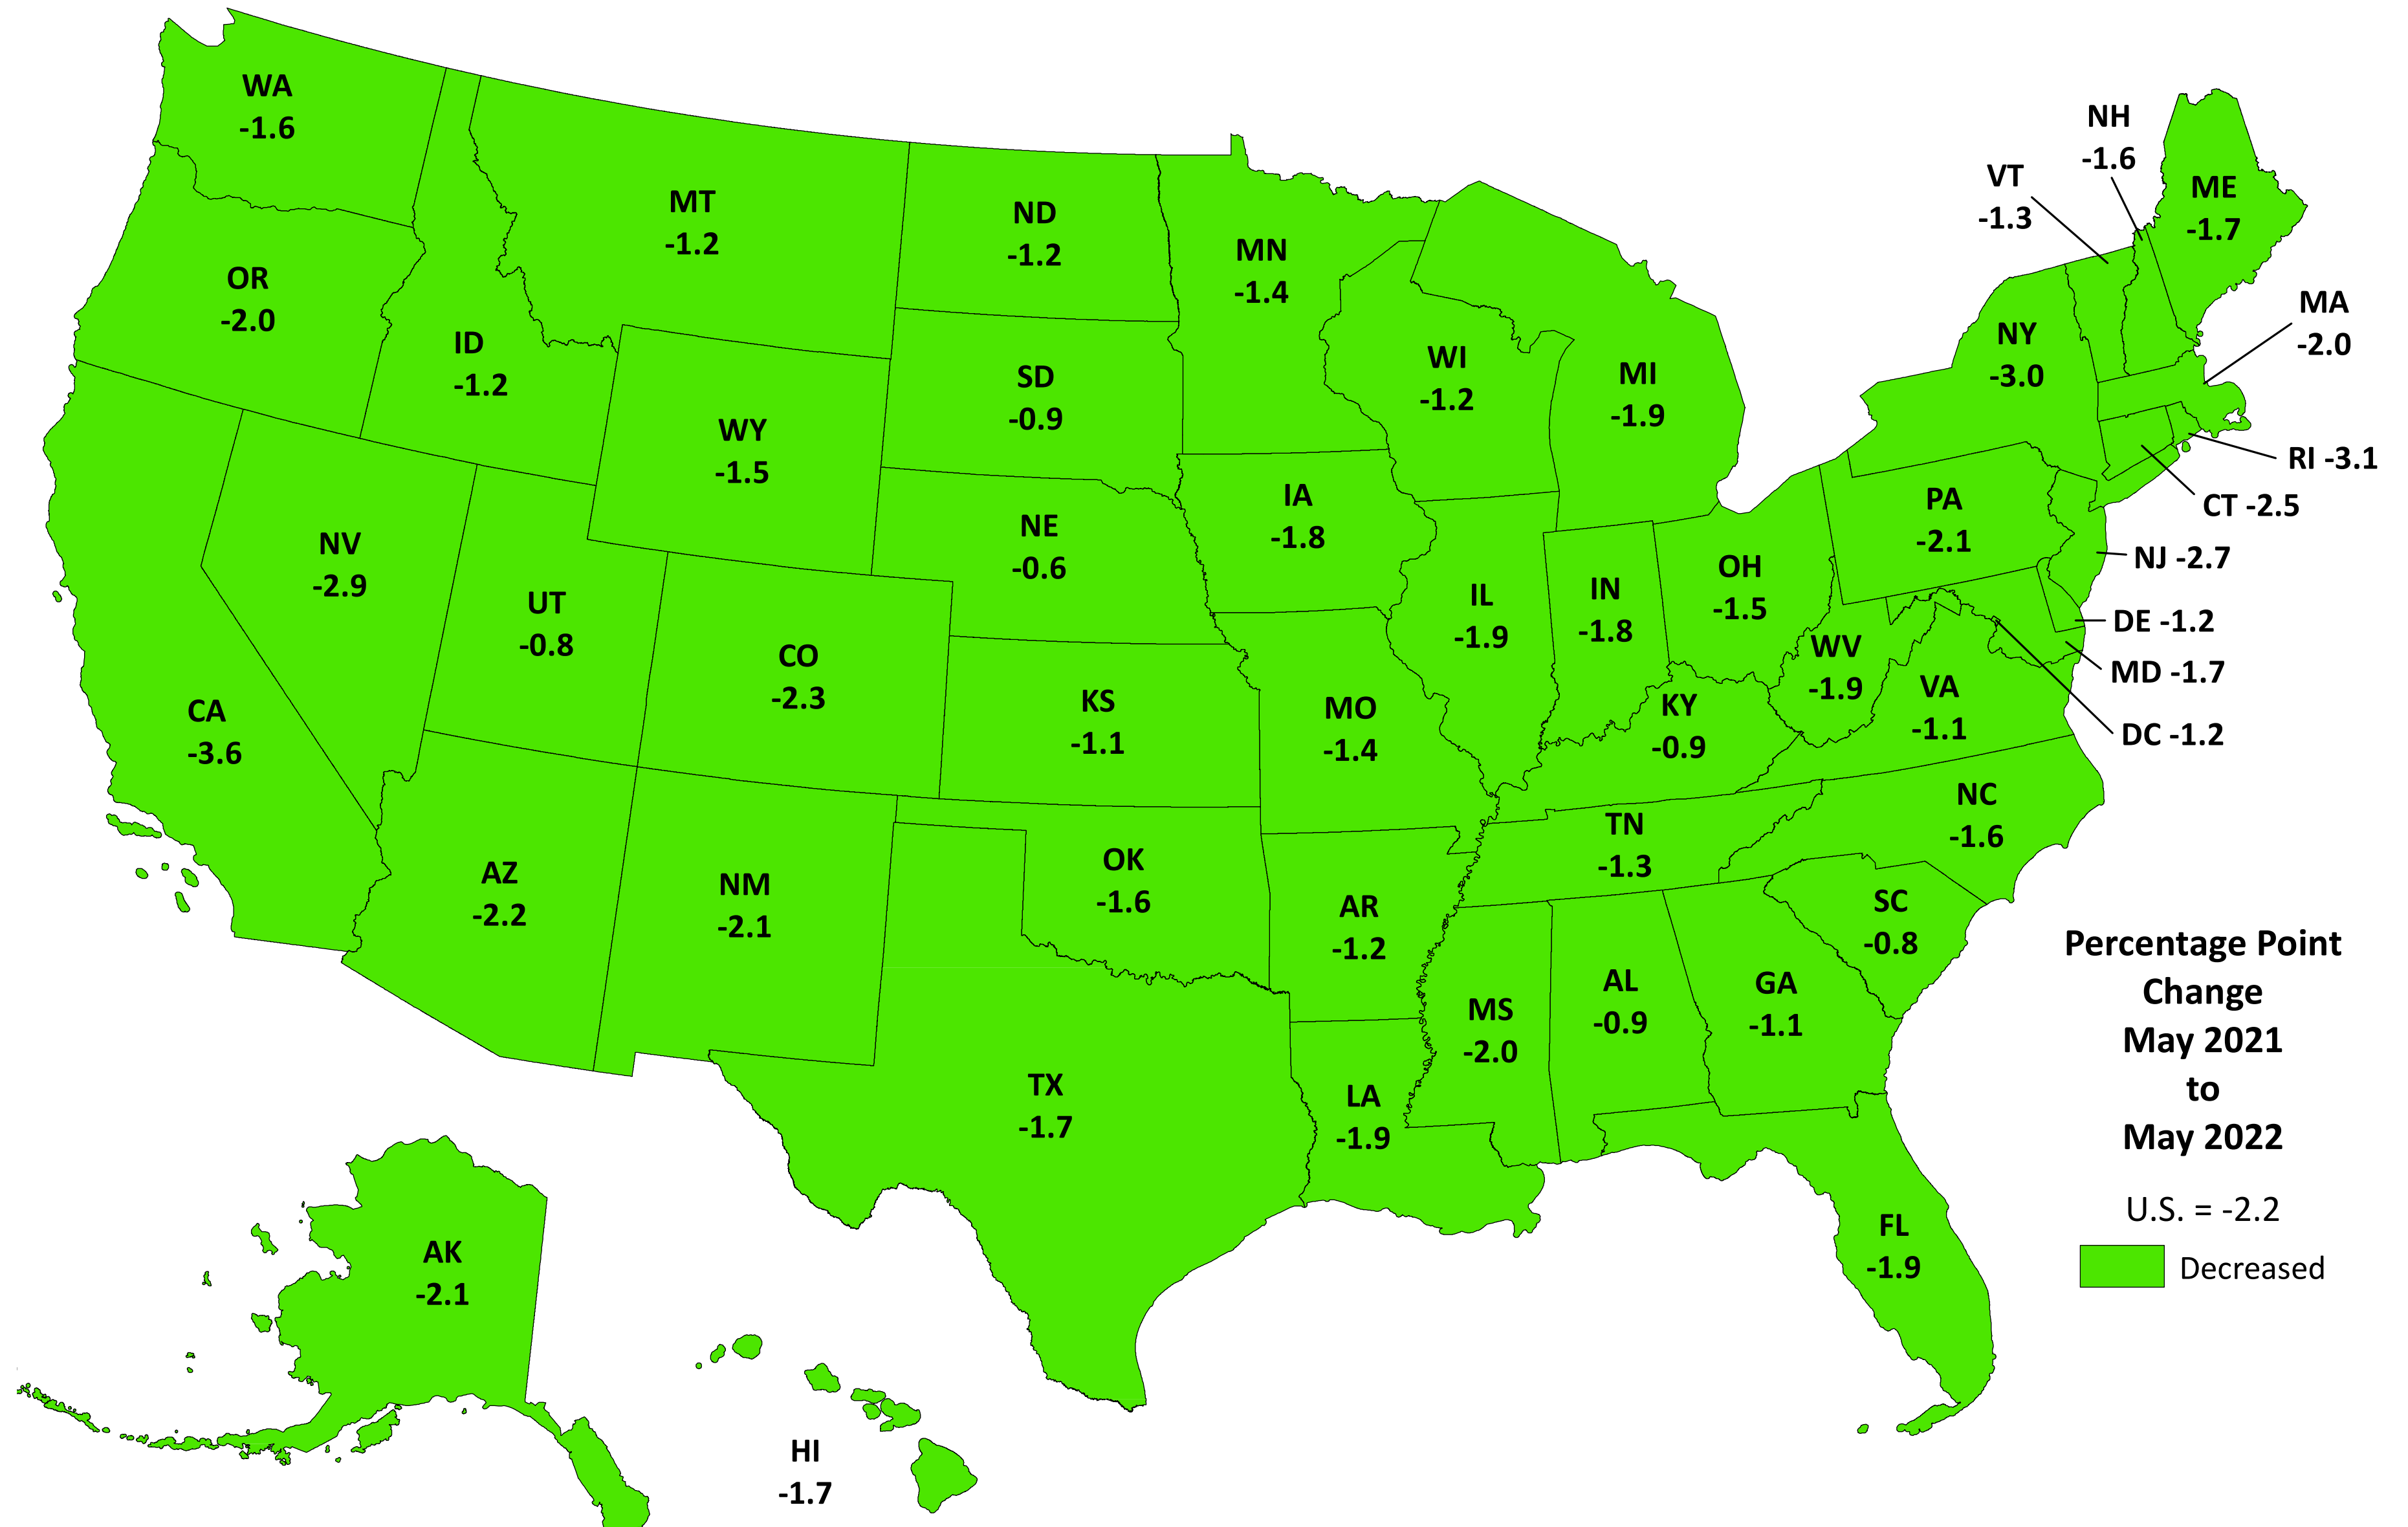 WA
-1.6
OR
-2.0
CA
-3.6
NV
-2.9
ID
-1.2
MT
-1.2
WY
-1.5
UT
-0.8
CO
-2.3
AZ
-2.2
NM
-2.1
ND
-1.2
SD
-0.9
NE
-0.6
KS
-1.1
OK
-1.6
TX
-1.7
MN
-1.4
IA
-1.8
MO
-1.4
AR
-1.2
LA
-1.9
WI
-1.2
IL
-1.9
MI
-1.9
IN
-1.8
OH
-1.5
KY
-0.9
TN
-1.3
MS
-2.0
AL
-0.9
GA
-1.1
FL
-1.9
SC
-0.8
NC
-1.6
VA
-1.1
WV
-1.9
PA
-2.1
NY
-3.0
VT
-1.3
NH
-1.6
ME
-1.7
MA
-2.0
RI -3.1
CT -2.5
NJ -2.7
DE -1.2
MD -1.7
DC -1.2
AK
-2.1
HI
-1.7
Percentage Point
Change
May 2021
to
May 2022
U.S. = -2.2
Decreased